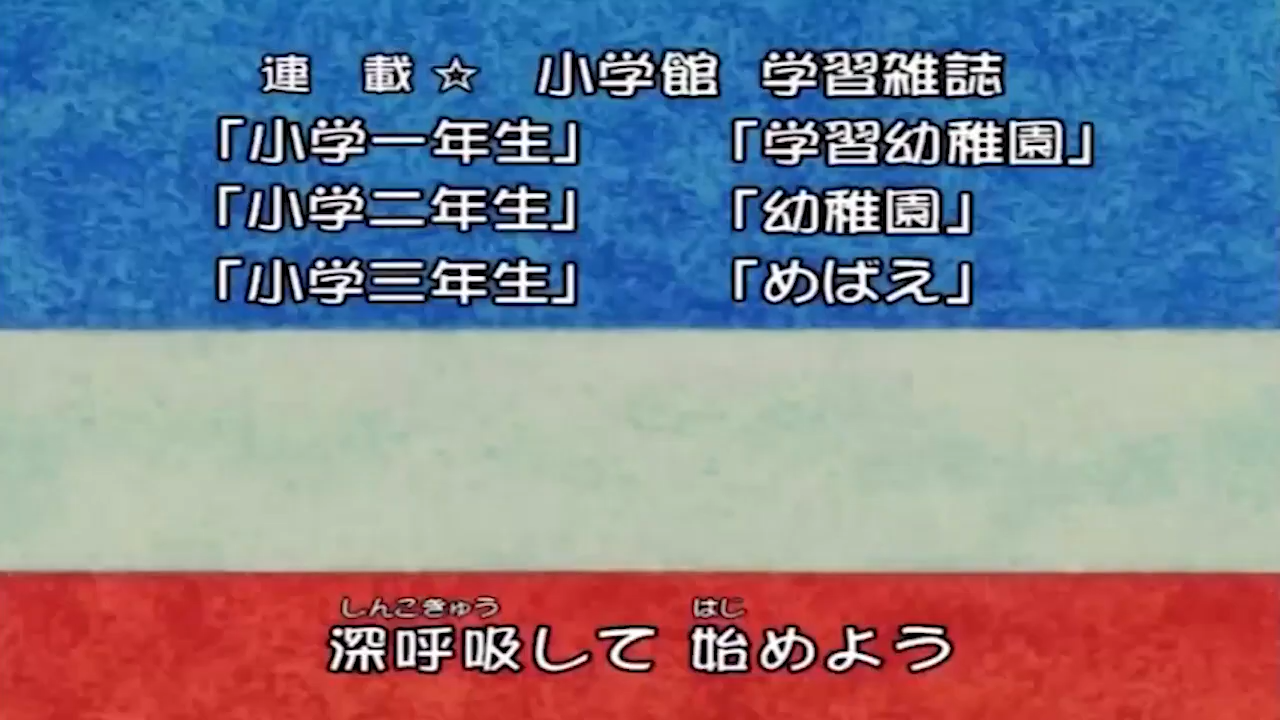 連 載 ☆ 小学館 学習雑誌
「小学一年生」 「学習幼稚園」
「小学二年生」 「幼稚園」
「小学三年生」 「めばえ」
しんこきゅう はじ
深呼吸して 始めよう